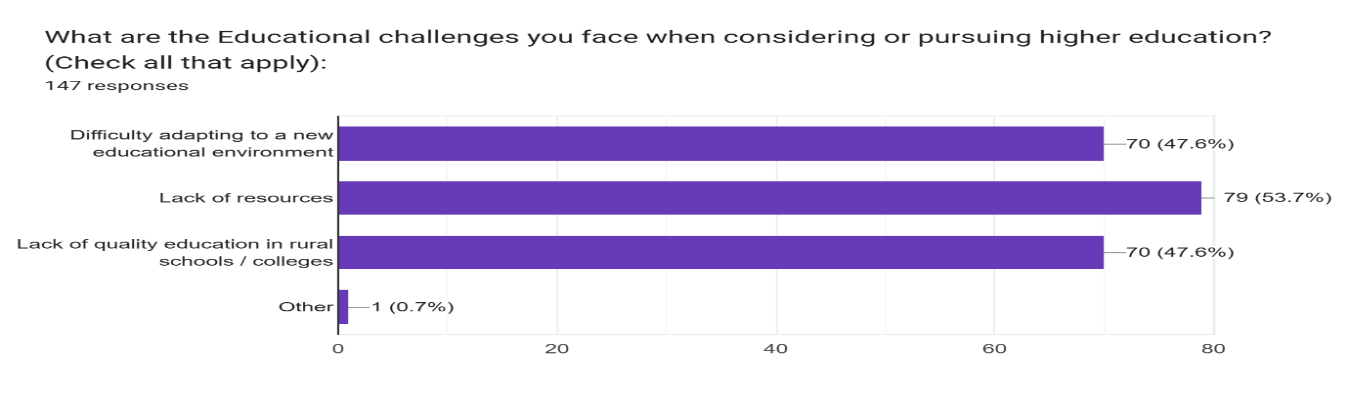 What are the Educational challenges you face when considering or pursuing higher education?
(Check all that apply):
147 responses
Difficulty adapting to a new
educational environment
70 (47.6%)
Lack of resources
79 (53.7%)
Lack of quality education in rural
schools / colleges
70 (47.6%)
Other
1 (0.7%)
0
20
40
60
80